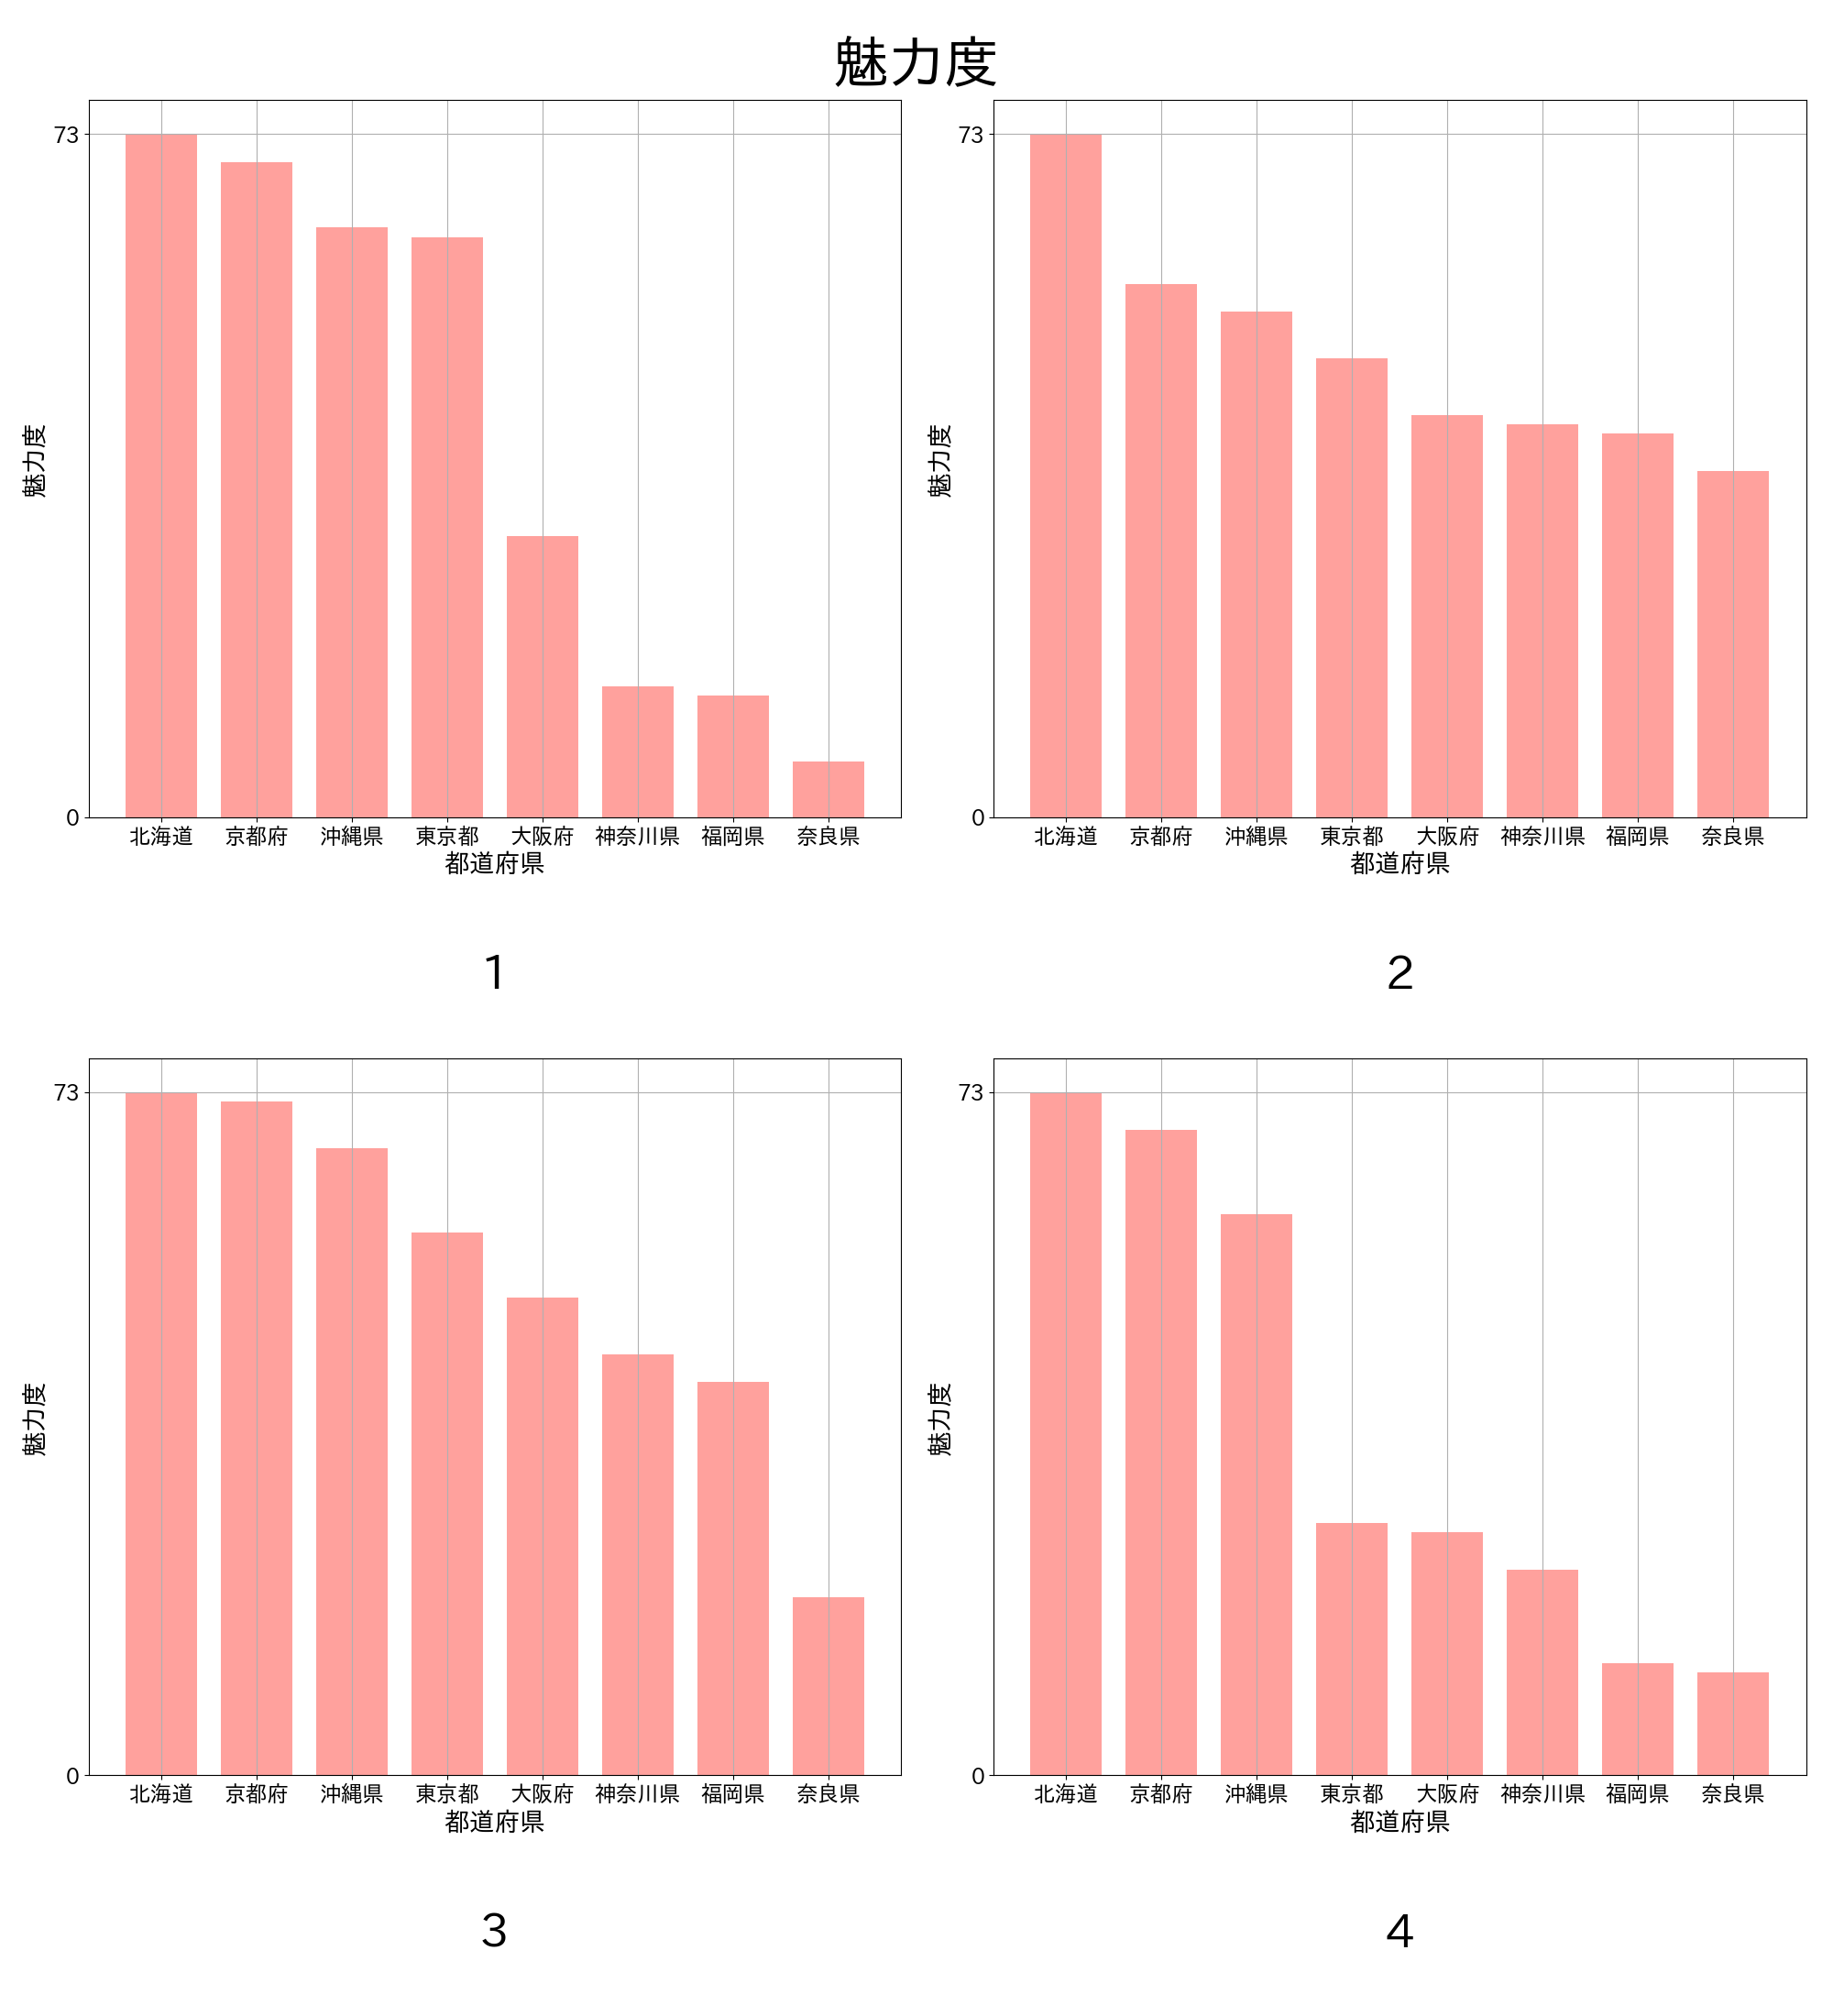 魅力度
73
0
魅力度
北海道 京都府 沖縄県 東京都 大阪府 神奈川県 福岡県 奈良県
都道府県
1
73
0
魅力度
北海道 京都府 沖縄県 東京都 大阪府 神奈川県 福岡県 奈良県
都道府県
2
73
0
魅力度
北海道 京都府 沖縄県 東京都 大阪府 神奈川県 福岡県 奈良県
都道府県
3
73
0
魅力度
北海道 京都府 沖縄県 東京都 大阪府 神奈川県 福岡県 奈良県
都道府県
4